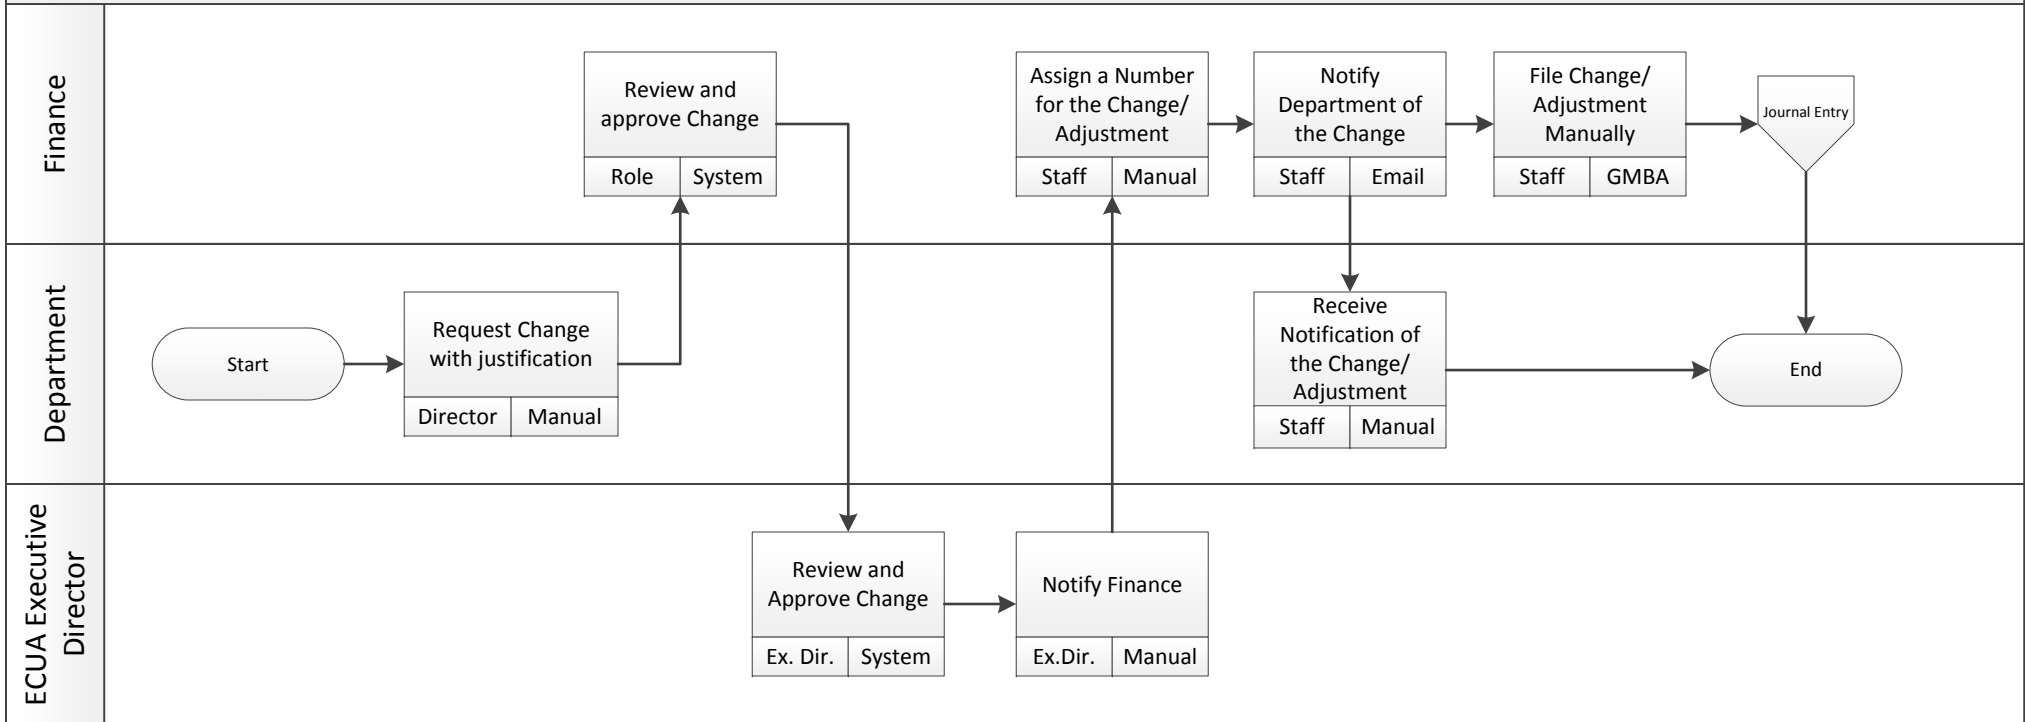 Finance
Review and
approve Change
Role
System
Assign a Number
for the Change/
Adjustment
Staff
Manual
Notify
Department of
the Change
Staff
Email
File Change/
Adjustment
Manually
Staff
GMBA
Journal Entry
Department
Start
Request Change
with justification
Director
Manual
Receive
Notification of
the Change/
Adjustment
Staff
Manual
End
ECUA Executive
Director
Review and
Approve Change
Ex. Dir.
System
Notify Finance
Ex.Dir.
Manual